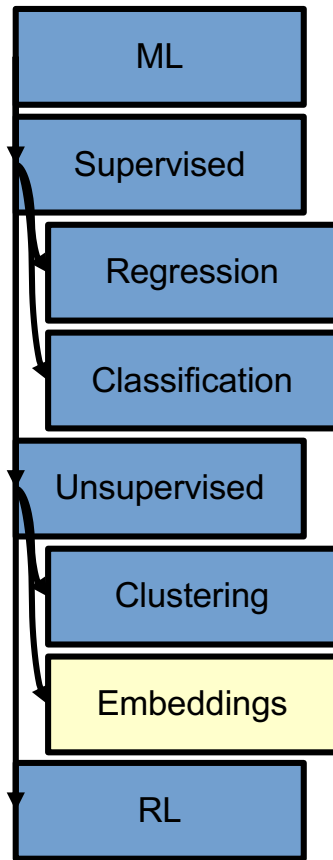 ML
Supervised
Regression
Classification
Unsupervised
Clustering
Embeddings
RL